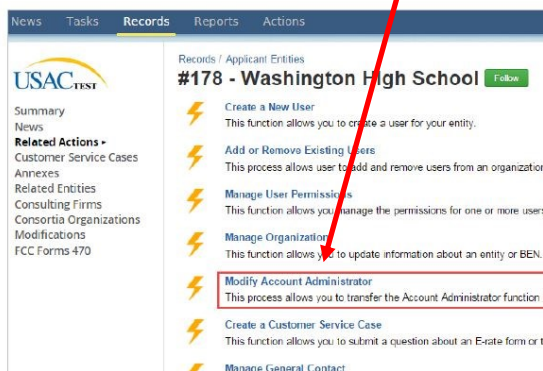 News Tasks Records Reports Actions
USAC TEST
Summary
News
Related Actions ▸
Customer Service Cases
Annexes
Related Entities
Consulting Firms
Consortia Organizations
Modifications
FCC Forms 470
Records / Applicant Entities
#178 - Washington High School Follow
Create a New User
This function allows you to create a user for your entity.
Add or Remove Existing Users
This process allows user to add and remove users from an organization
Manage User Permissions
This function allows you manage the permissions for one or more users
Manage Organization
This function allows you to update information about an entity or BEN.
Modify Account Administrator
This process allows you to transfer the Account Administrator function
Create a Customer Service Case
This function allows you to submit a question about an E-rate form or t
Manage General Contact